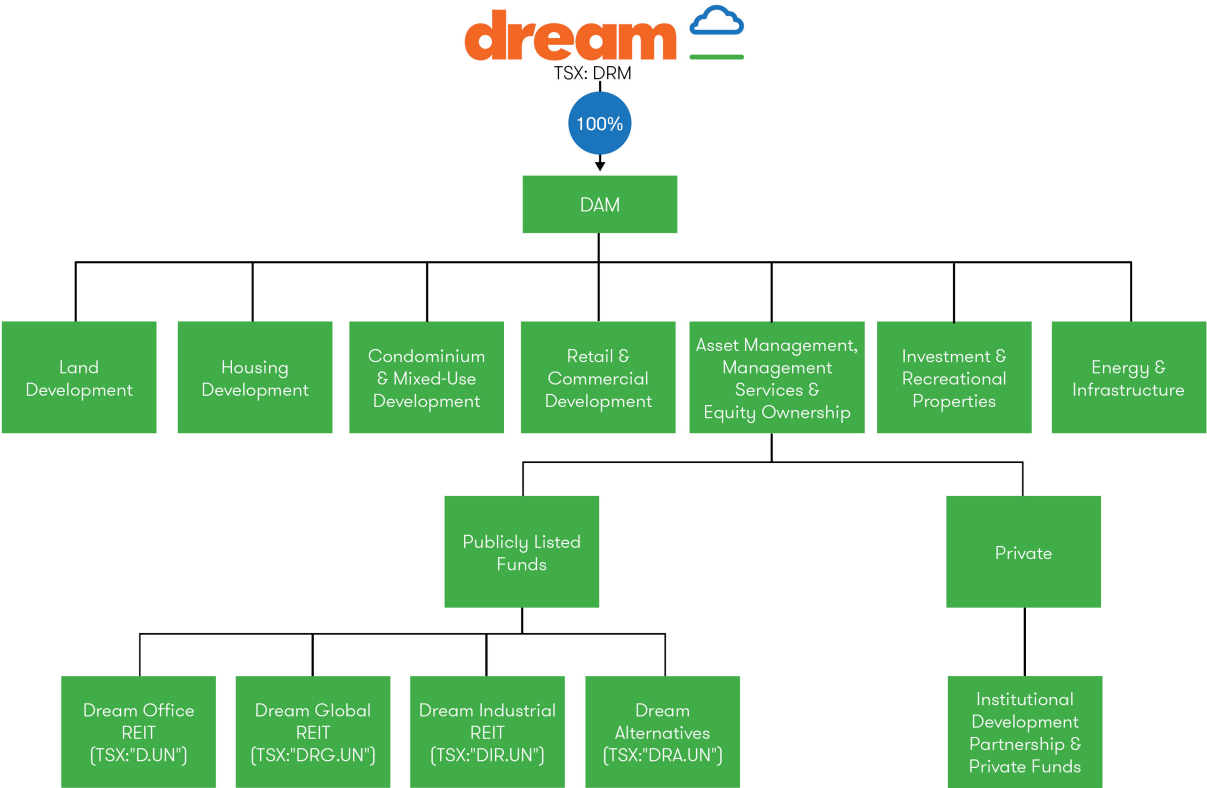 dream
TSX: DRM
100%
DAM
Land
Development
Housing
Development
Condominium
& Mixed-Use
Development
Retail &
Commercial
Development
Asset Management,
Management
Services &
Equity Ownership
Investment &
Recreational
Properties
Energy &
Infrastructure
Publicly Listed
Funds
Private
Dream Office
REIT
(TSX:"D.UN")
Dream Global
REIT
(TSX:"DRG.UN")
Dream Industrial
REIT
(TSX:"DIR.UN")
Dream
Alternatives
(TSX:"DRA.UN")
Institutional
Development
Partnership &
Private Funds